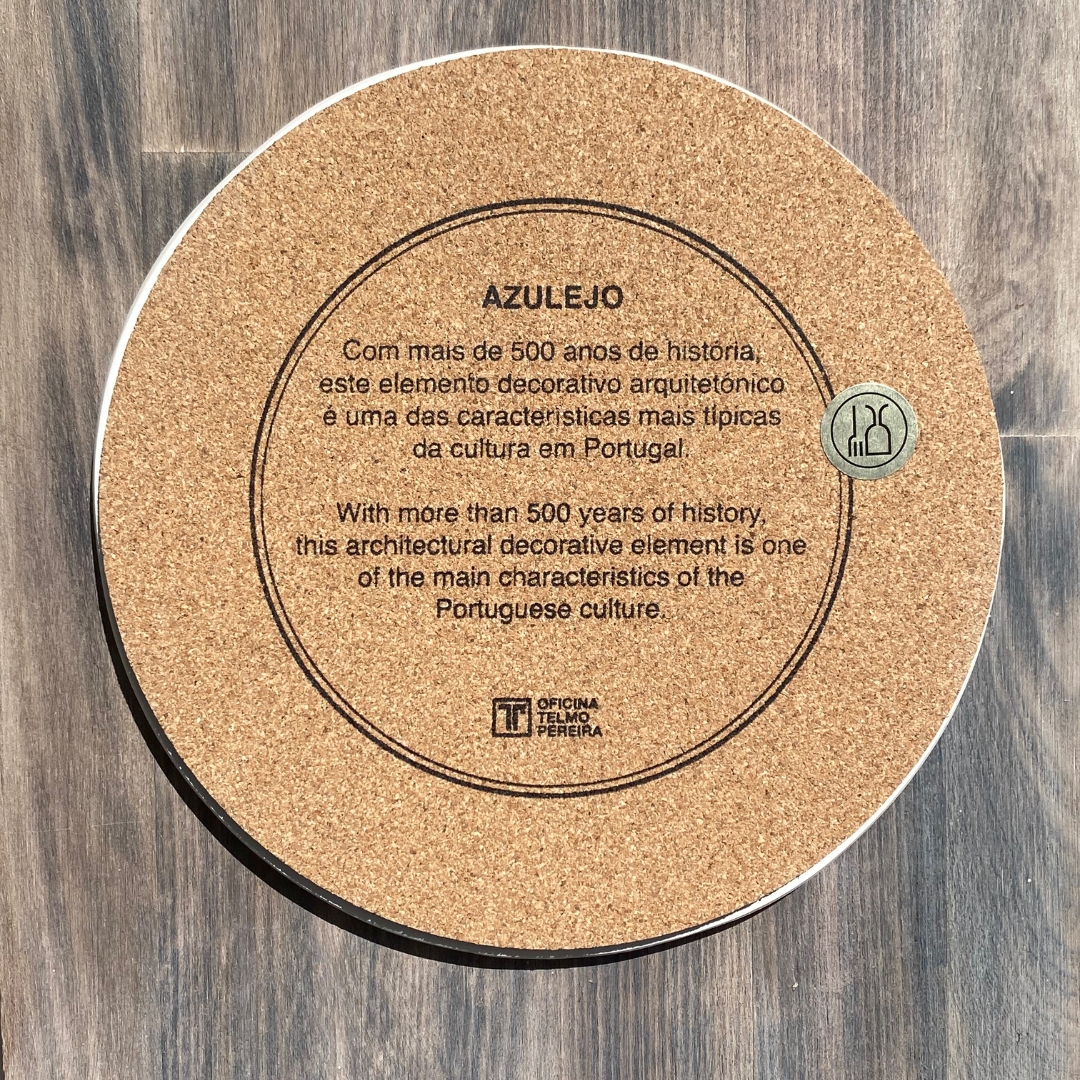 AZULEJO
Com mais de 500 anos de história,
este elemento decorativo arquitetónico
é uma das características mais típicas
da cultura em Portugal.
With more than 500 years of history,
this architectural decorative element is one
of the main characteristics of the
Portuguese culture.
OFICINA
TELMO
PEREIRA